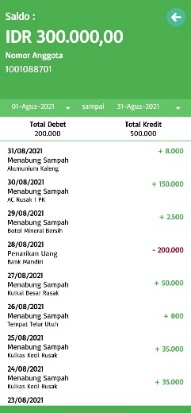 Saldo :
IDR 300.000,00
Nomor Anggota
1001088701
01-Agus-2021 sampai 31-Agus-2021
Total Debet Total Kredit
200.000 500.000
31/08/2021
Menabung Sampah + 8.000
Alumunium Kaleng
30/08/2021
Menabung Sampah + 150.000
AC Rusak 1 PK
29/08/2021
Menabung Sampah + 2.500
Botol Mineral Bersih
28/08/2021
Penarikan Uang - 200.000
Bank Mandiri
27/08/2021
Menabung Sampah + 50.000
Kulkas Besar Rusak
26/08/2021
Menabung Sampah + 800
Tempat Telur Utuh
25/08/2021
Menabung Sampah + 35.000
Kulkas Kecil Rusak
24/08/2021
Menabung Sampah + 35.000
Kulkas Kecil Rusak
23/08/2021